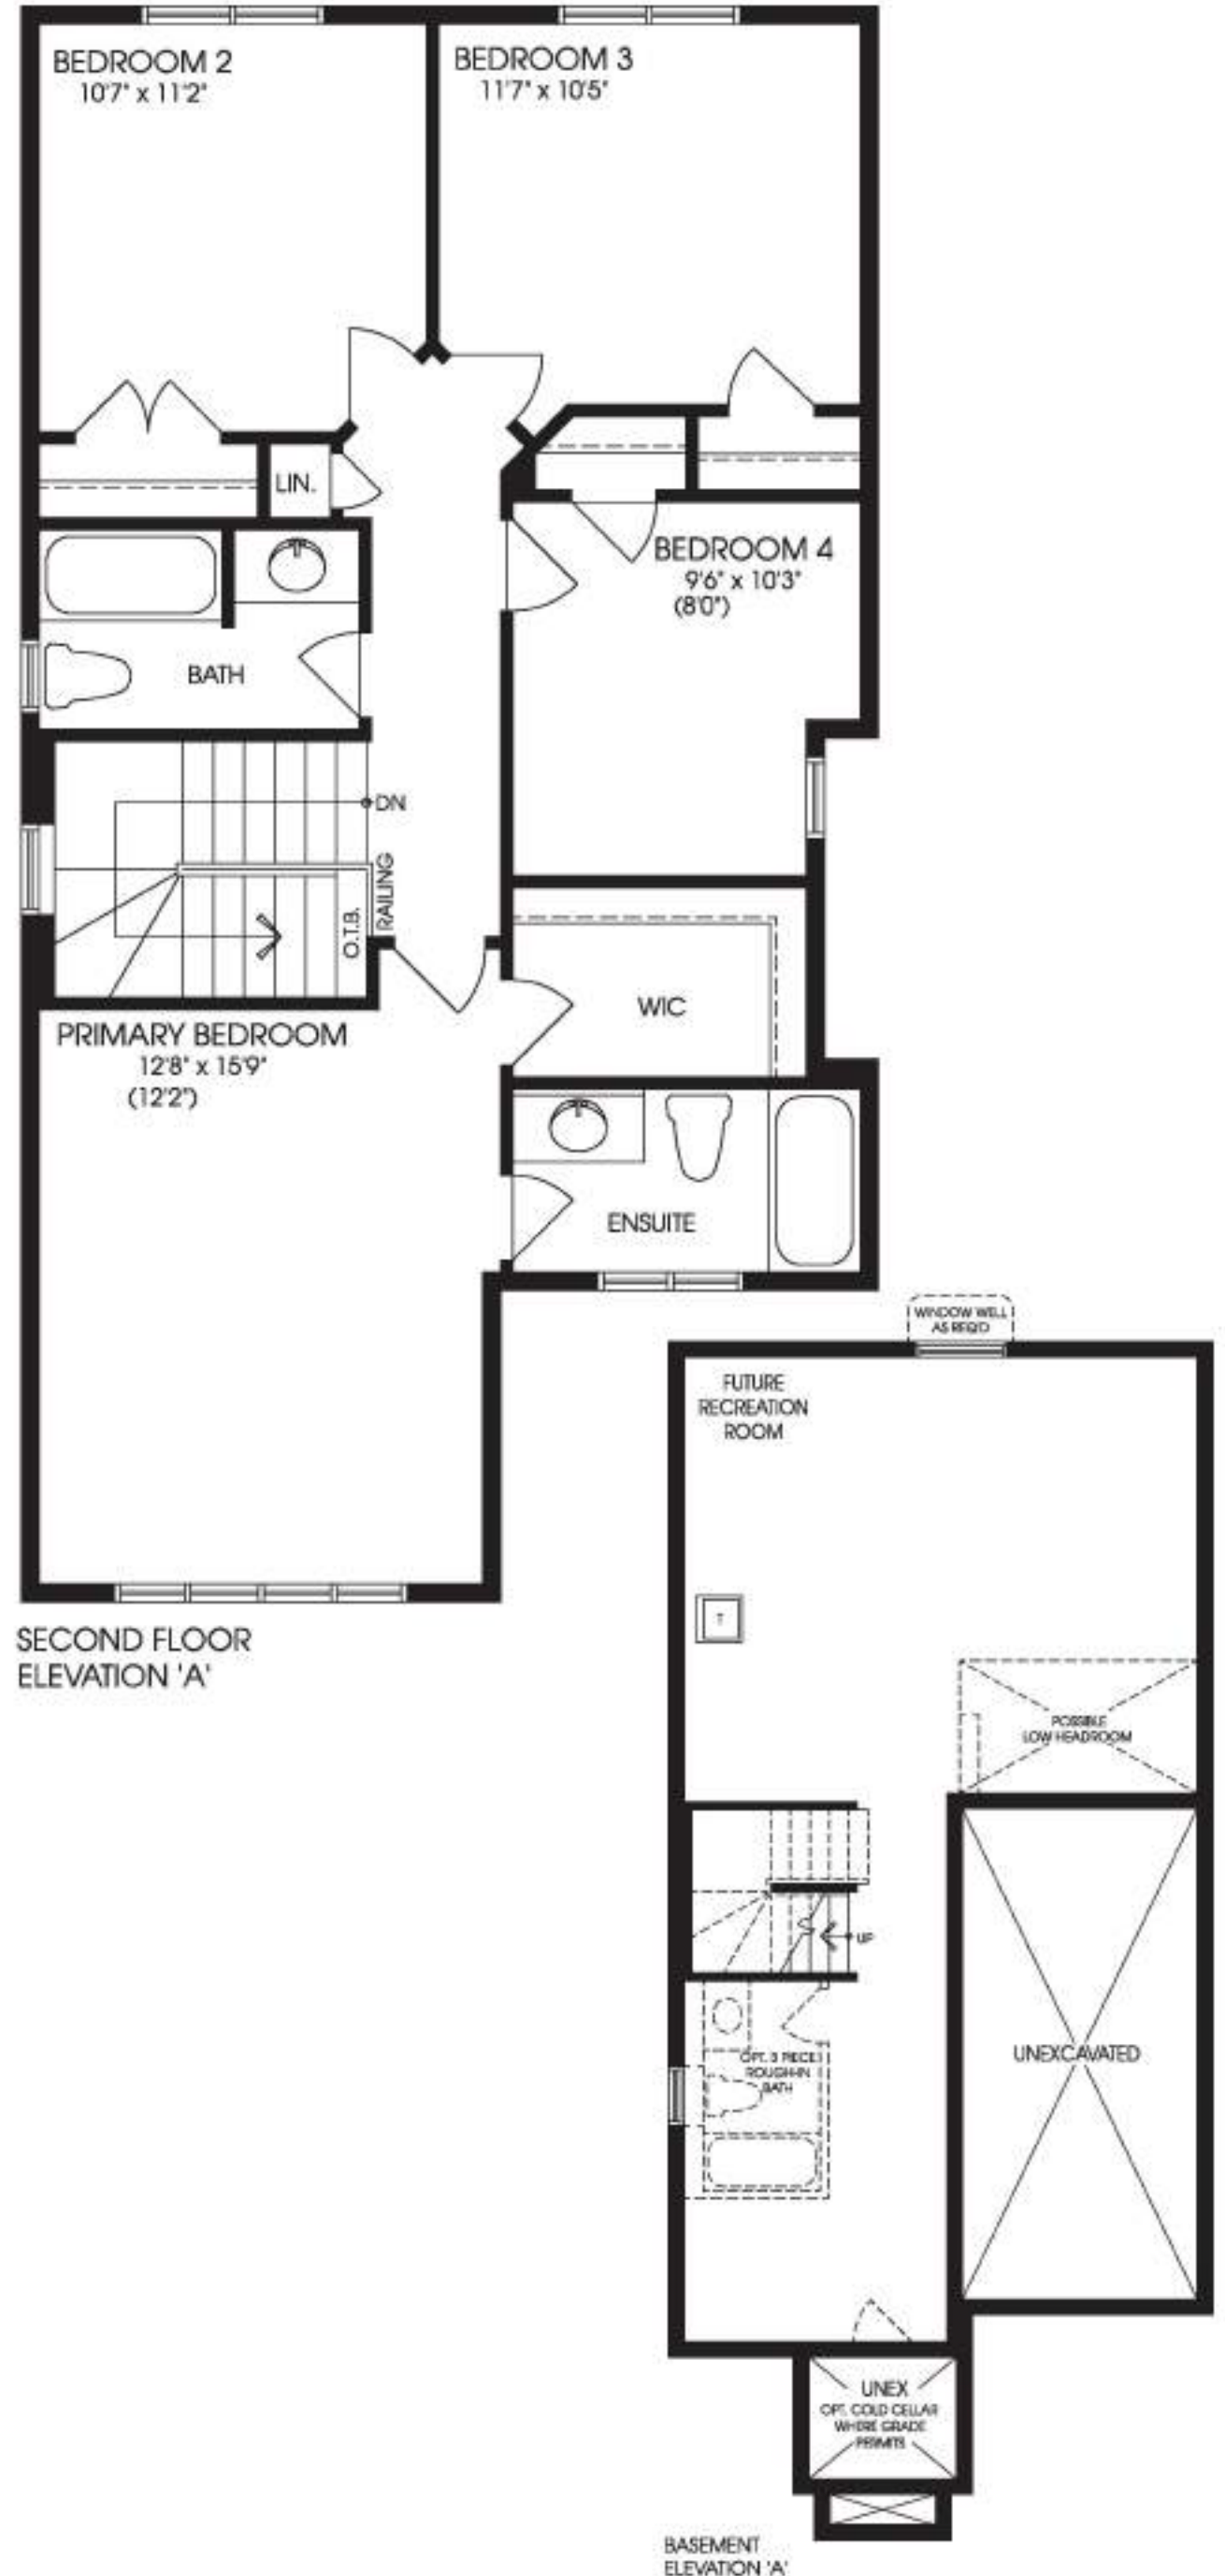 BEDROOM 2
10'7" x 11'2"
BEDROOM 3
11'7" x 10'5"
LIN.
BEDROOM 4
9'6" x 10'3"
(8'0")
BATH
DN
RAILING
O.T.B.
WIC
PRIMARY BEDROOM
12'8" x 15'9"
(12'2")
ENSUITE
SECOND FLOOR
ELEVATION 'A'
WINDOW WELL
AS REQ'D
FUTURE
RECREATION
ROOM
T
POSSIBLE
LOW HEADROOM
UP
OPT. 3 PIECE
ROUGH-IN
BATH
UNEXCAVATED
UNEX
OPT. COLD CELLAR
WHERE GRADE
PERMITS
BASEMENT
ELEVATION 'A'